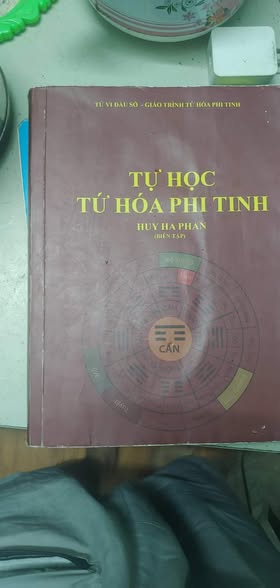 TỬ VI ĐẨU SỐ - GIÁO TRÌNH TỨ HÓA PHI TINH
TỰ HỌC
TỨ HÓA PHI TINH
HUY HA PHAN
(BIÊN TẬP)
CẤN